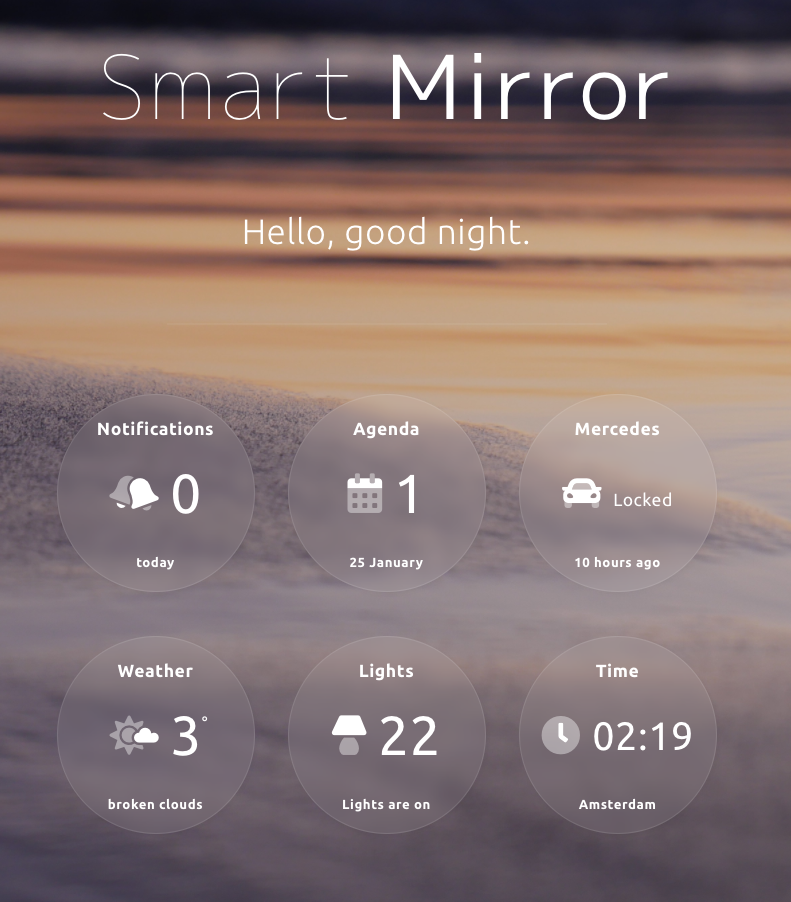 Smart Mirror
Hello, good night.
Notifications
0
today
Agenda
1
25 January
Mercedes
Locked
10 hours ago
Weather
3°
broken clouds
Lights
22
Lights are on
Time
02:19
Amsterdam